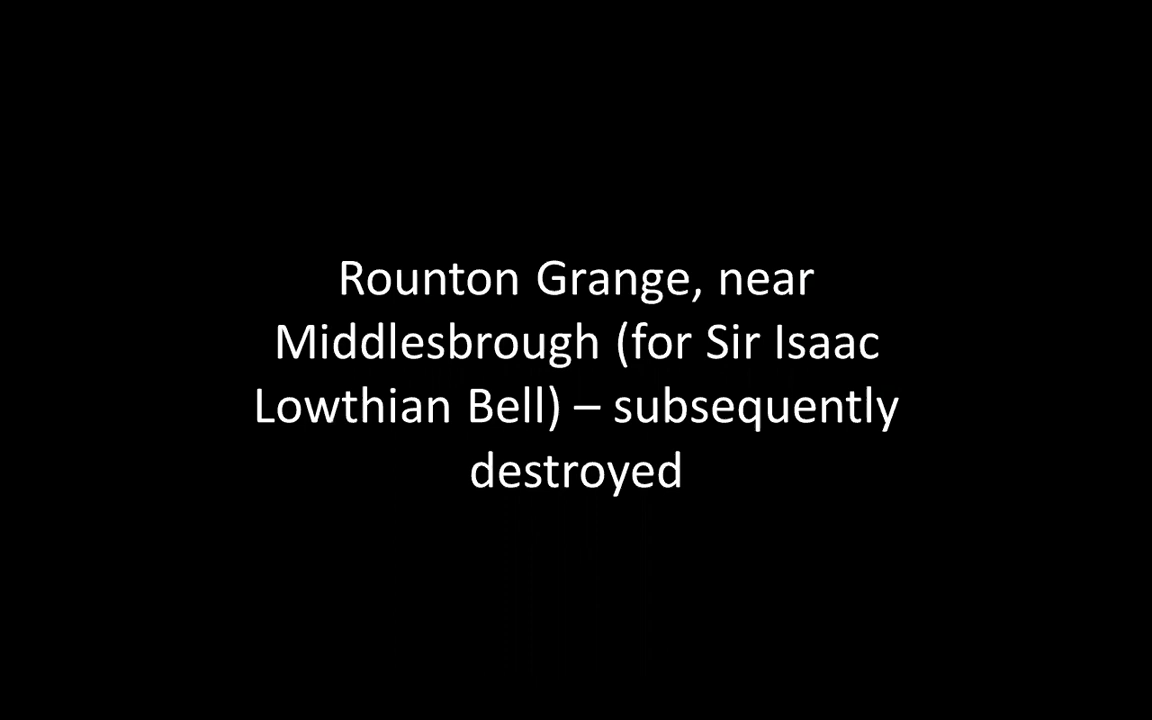 Rounton Grange, near
Middlesbrough (for Sir Isaac
Lowthian Bell) – subsequently
destroyed